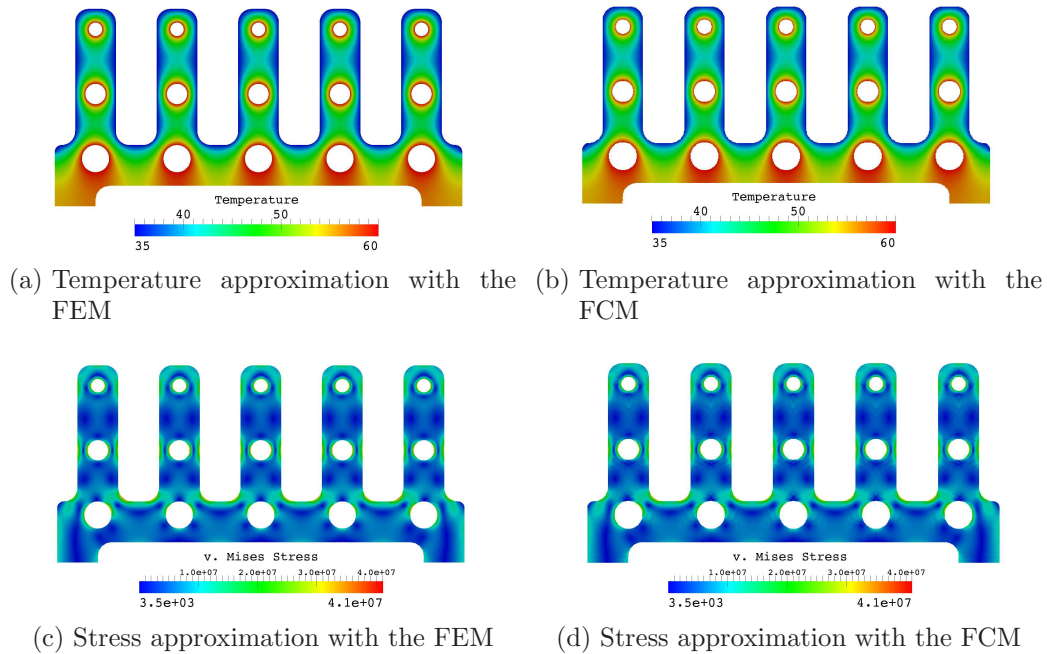 Temperature
40 50
35 60
Temperature
40 50
35 60
(a) Temperature approximation with the
FEM
(b) Temperature approximation with the
FCM
v. Mises Stress
1.0e+07 2.0e+07 3.0e+07 4.0e+07
3.5e+03 4.1e+07
v. Mises Stress
1.0e+07 2.0e+07 3.0e+07 4.0e+07
3.5e+03 4.1e+07
(c) Stress approximation with the FEM
(d) Stress approximation with the FCM